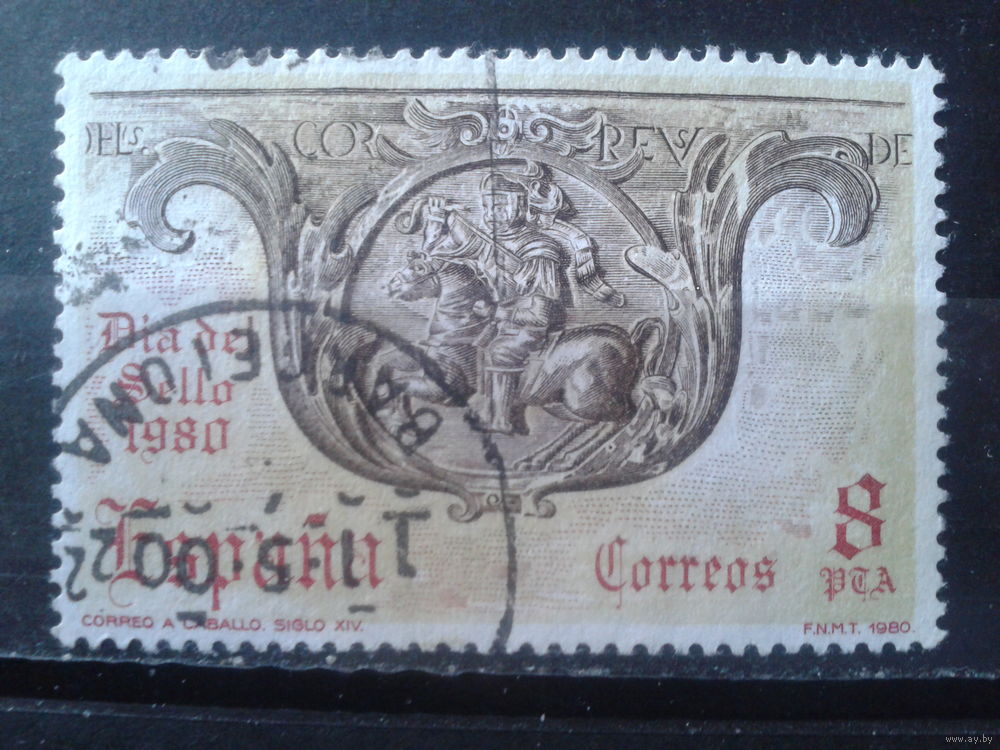 DELS. COR REVS DE
Dia del
Sello
1980
España
Correos
8
PTA
CORREO A CABALLO. SIGLO XIV.
F.N.M.T. 1980.
www.ay.by